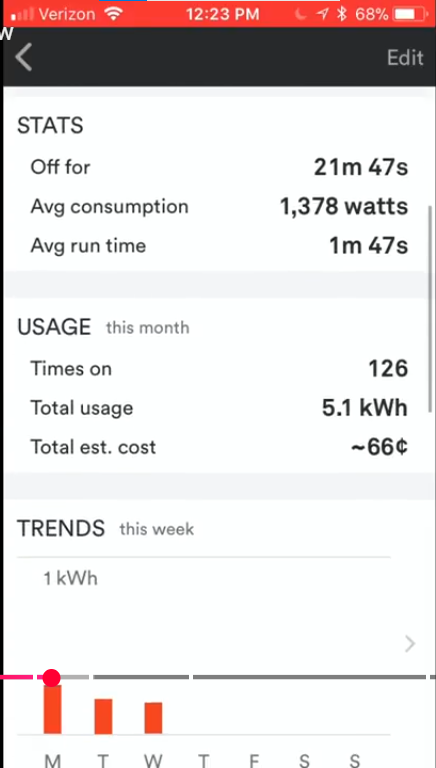 Verizon 12:23 PM 68%
w
Edit
STATS
Off for 21m 47s
Avg consumption 1,378 watts
Avg run time 1m 47s
USAGE this month
Times on 126
Total usage 5.1 kWh
Total est. cost ~66¢
TRENDS this week
1 kWh
M T W T F S S